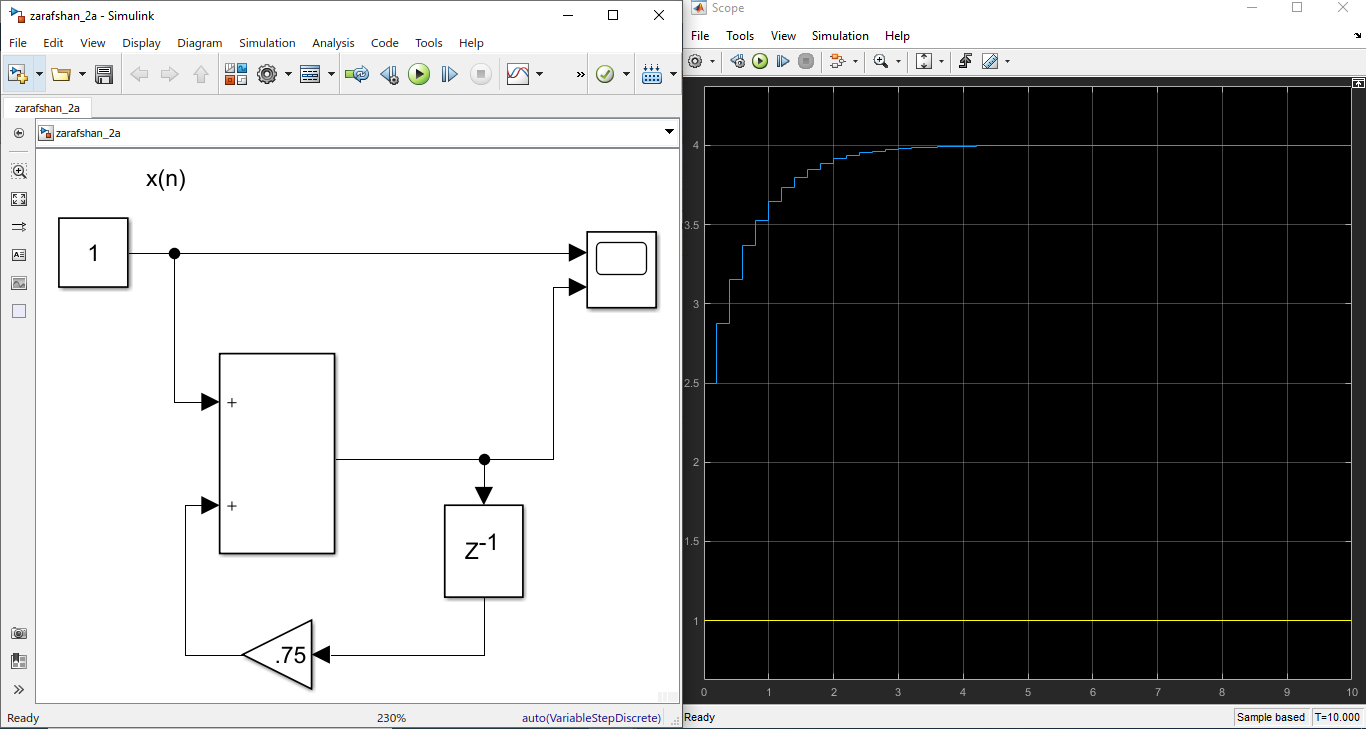 zarafshan_2a - Simulink
File Edit View Display Diagram Simulation Analysis Code Tools Help
»
zarafshan_2a
zarafshan_2a
x(n)
1
+
+
Z-1
.75
»
Ready 230% auto(VariableStepDiscrete)
Scope
File Tools View Simulation Help
4
3.5
3
2.5
2
1.5
1
0 1 2 3 4 5 6 7 8 9 10
Ready Sample based T=10.000